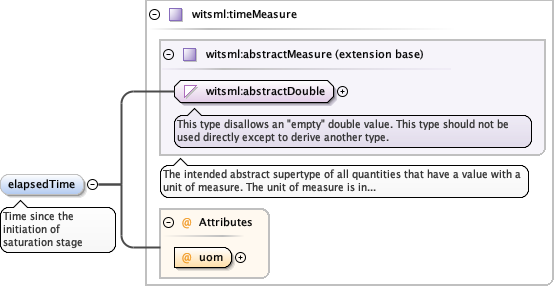 witsml:timeMeasure
witsml:abstractMeasure (extension base)
witsml:abstractDouble
This type disallows an "empty" double value. This type should not be
used directly except to derive another type.
The intended abstract supertype of all quantities that have a value with a
unit of measure. The unit of measure is in...
elapsedTime
Time since the
initiation of
saturation stage
@ Attributes
@ uom